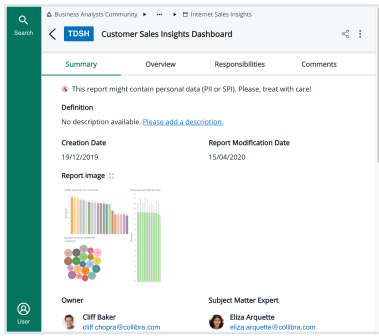 Business Analysts Community ▸ ··· ▸ Internet Sales Insights
Search
TDSH Customer Sales Insights Dashboard
Summary Overview Responsibilities Comments
This report might contain personal data (PII or SPI). Please, treat with care!
Definition
No description available. Please add a description.
Creation Date Report Modification Date
19/12/2019 15/04/2020
Report image
Owner Subject Matter Expert
Cliff Baker Eliza Arquette
cliff.chopra@collibra.com eliza.arquette@collibra.com
User